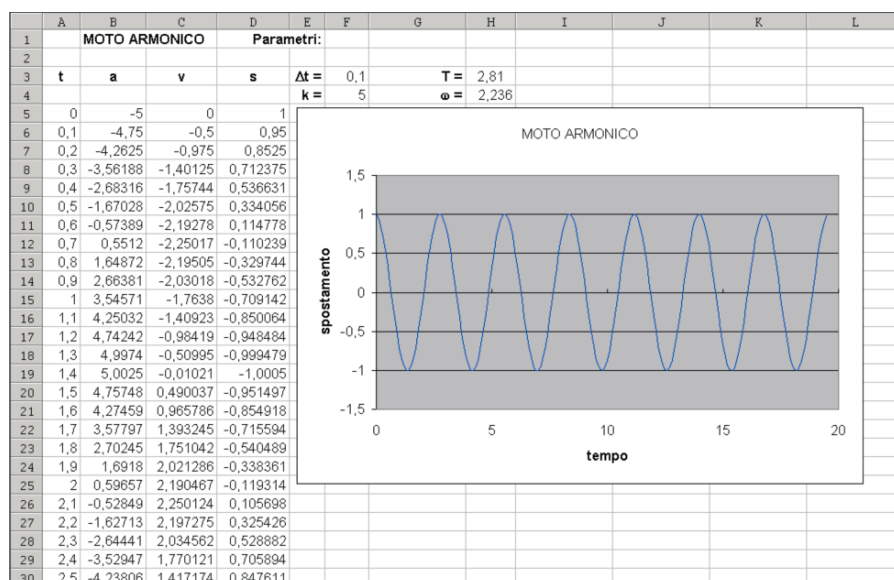 A B C D E F G H I J K L
1 MOTO ARMONICO Parametri:
2
3 t a v s Δt = 0,1 T = 2,81
4 k = 5 ω = 2,236
5 0 -5 0 1
6 0,1 -4,75 -0,5 0,95
7 0,2 -4,2625 -0,975 0,8525
8 0,3 -3,56188 -1,40125 0,712375
9 0,4 -2,68316 -1,75744 0,536631
10 0,5 -1,67028 -2,02575 0,334056
11 0,6 -0,57389 -2,19278 0,114778
12 0,7 0,5512 -2,25017 -0,110239
13 0,8 1,64872 -2,19505 -0,329744
14 0,9 2,66381 -2,03018 -0,532762
15 1 3,54571 -1,7638 -0,709142
16 1,1 4,25032 -1,40923 -0,850064
17 1,2 4,74242 -0,98419 -0,948484
18 1,3 4,9974 -0,50995 -0,999479
19 1,4 5,0025 -0,01021 -1,0005
20 1,5 4,75748 0,490037 -0,951497
21 1,6 4,27459 0,965786 -0,854918
22 1,7 3,57797 1,393245 -0,715594
23 1,8 2,70245 1,751042 -0,540489
24 1,9 1,6918 2,021286 -0,338361
25 2 0,59657 2,190467 -0,119314
26 2,1 -0,52849 2,250124 0,105698
27 2,2 -1,62713 2,197275 0,325426
28 2,3 -2,64441 2,034562 0,528882
29 2,4 -3,52947 1,770121 0,705894
30 2,5 -4,23806 1,417174 0,847611
MOTO ARMONICO
1,5
1
0,5
0
-0,5
-1
-1,5
spostamento
0 5 10 15 20
tempo